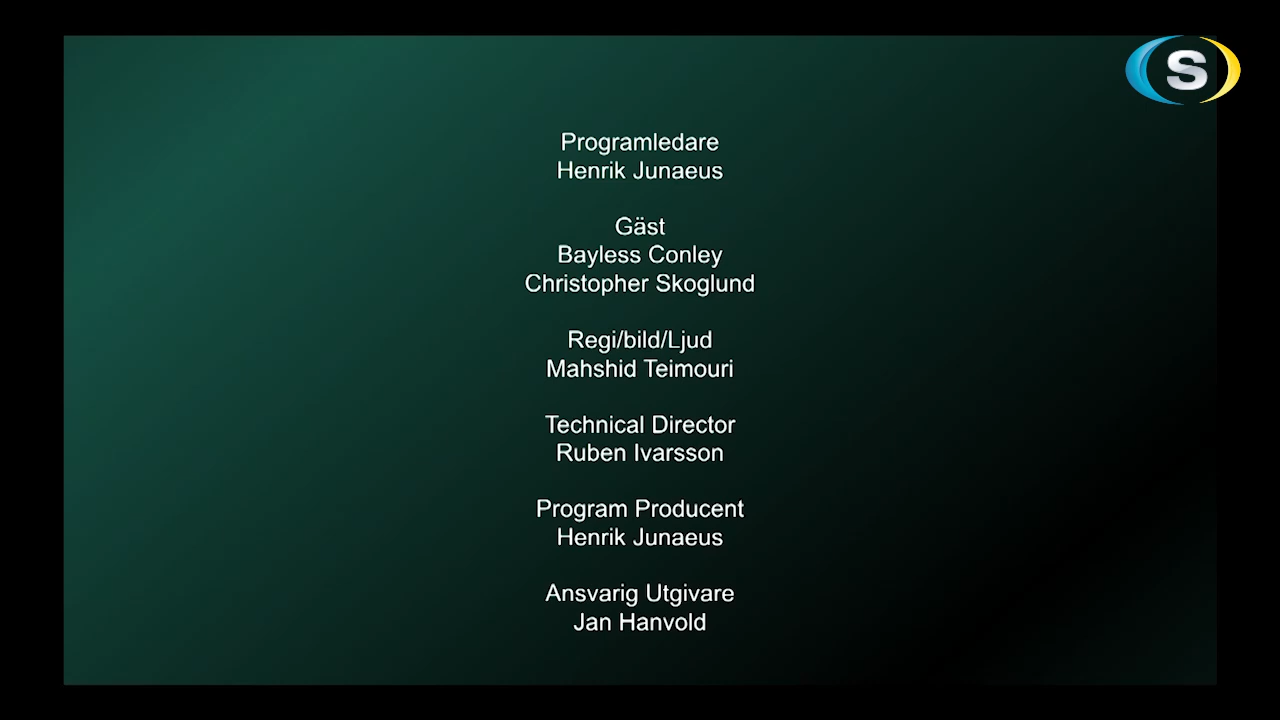 S
Programledare
Henrik Junaeus
Gäst
Bayless Conley
Christopher Skoglund
Regi/bild/Ljud
Mahshid Teimouri
Technical Director
Ruben Ivarsson
Program Producent
Henrik Junaeus
Ansvarig Utgivare
Jan Hanvold